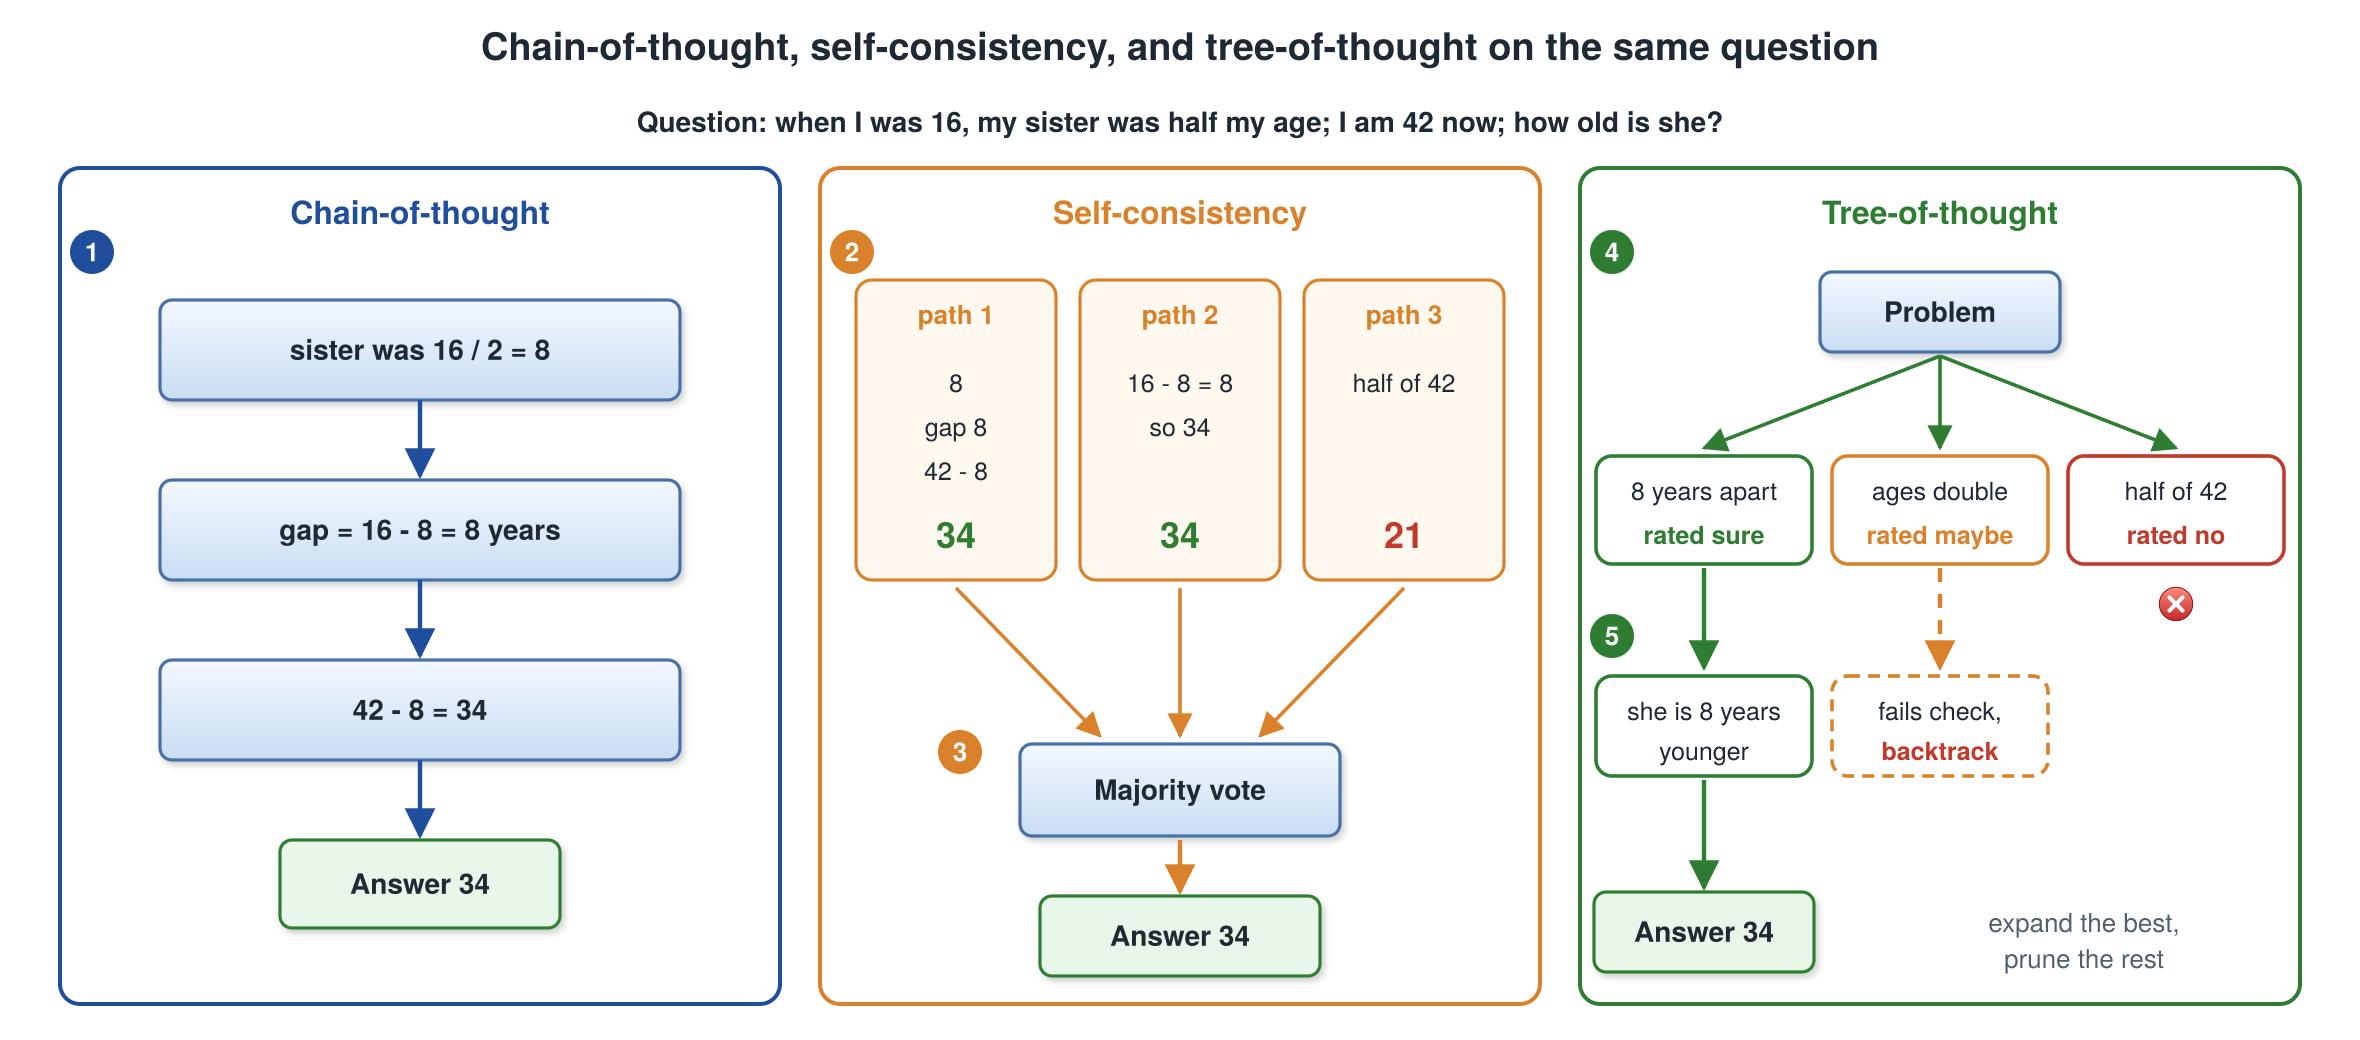 Chain-of-thought, self-consistency, and tree-of-thought on the same question
Question: when I was 16, my sister was half my age; I am 42 now; how old is she?
Chain-of-thought
1
sister was 16 / 2 = 8
gap = 16 - 8 = 8 years
42 - 8 = 34
Answer 34
Self-consistency
2
path 1
8
gap 8
42 - 8
34
path 2
16 - 8 = 8
so 34
34
path 3
half of 42
21
3
Majority vote
Answer 34
Tree-of-thought
4
Problem
8 years apart
rated sure
ages double
rated maybe
half of 42
rated no
5
she is 8 years
younger
fails check,
backtrack
Answer 34
expand the best,
prune the rest